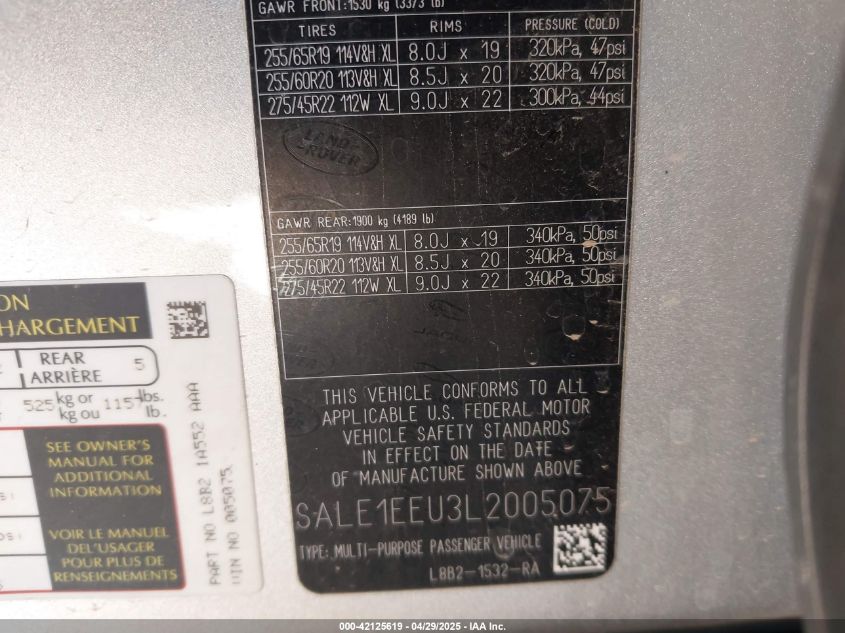 GAWR FRONT:1530 kg (3373 lb)
TIRES RIMS PRESSURE (COLD)
255/65R19 114V&H XL 8.0J x 19 320kPa, 47psi
255/60R20 113V&H XL 8.5J x 20 320kPa, 47psi
275/45R22 112W XL 9.0J x 22 300kPa, 44psi
LAND-
ROVER
GAWR REAR:1900 kg (4189 lb)
255/65R19 114V&H XL 8.0J x 19 340kPa, 50psi
255/60R20 113V&H XL 8.5J x 20 340kPa, 50psi
275/45R22 112W XL 9.0J x 22 340kPa, 50psi
THIS VEHICLE CONFORMS TO ALL
APPLICABLE U.S. FEDERAL MOTOR
VEHICLE SAFETY STANDARDS
IN EFFECT ON THE DATE
OF MANUFACTURE SHOWN ABOVE
SALE1EEU3L2005075
TYPE: MULTI-PURPOSE PASSENGER VEHICLE
L8B2-1532-RA
ON
HARGEMENT
REAR 5
ARRIÈRE
525 kg or 1157 lbs.
kg ou lb.
SEE OWNER'S
MANUAL FOR
ADDITIONAL
INFORMATION
VOIR LE MANUEL
DEL'USAGER
POUR PLUS DE
RENSEIGNEMENTS
PART NO L8B2 1A552 AAA
VIN NO 005075
000-42125619 - 04/29/2025 - IAA Inc.